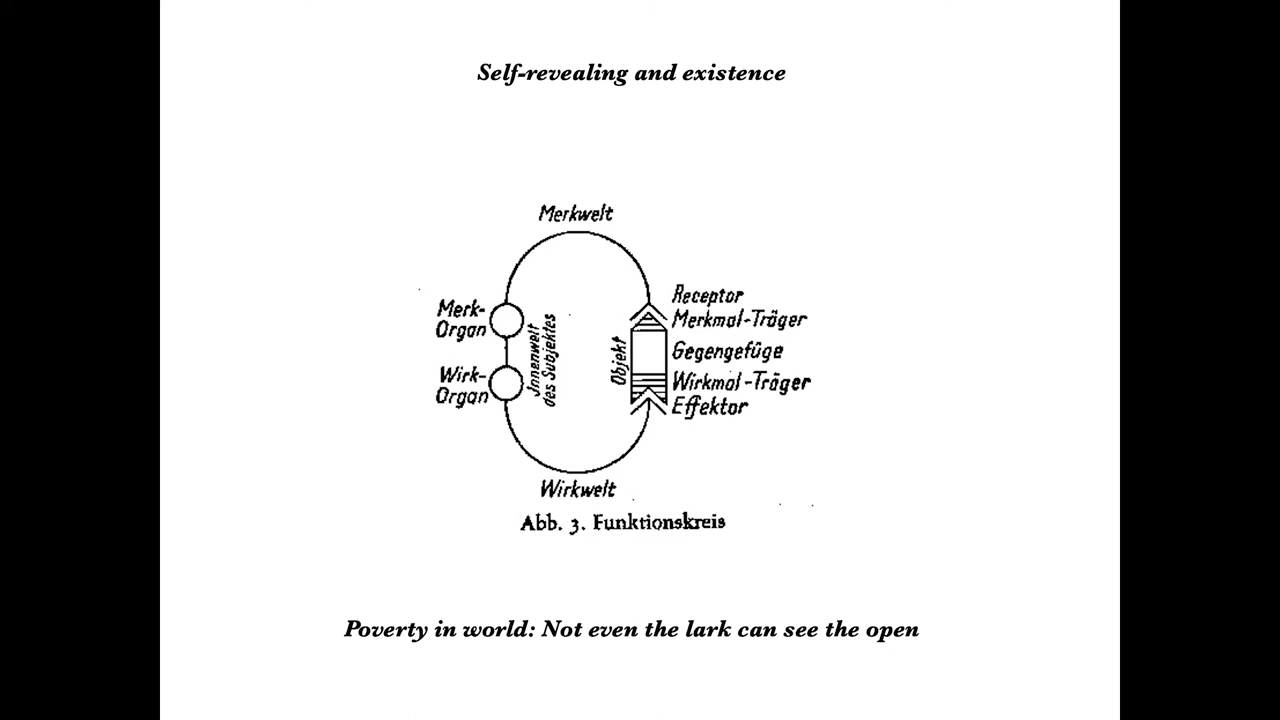 Self-revealing and existence
Merkwelt
Merk-
Organ
Wirk-
Organ
Innenwelt
des Subjektes
Objekt
Receptor
Merkmal-Träger
Gegengefüge
Wirkmal-Träger
Effektor
Wirkwelt
Abb. 3. Funktionskreis
Poverty in world: Not even the lark can see the open